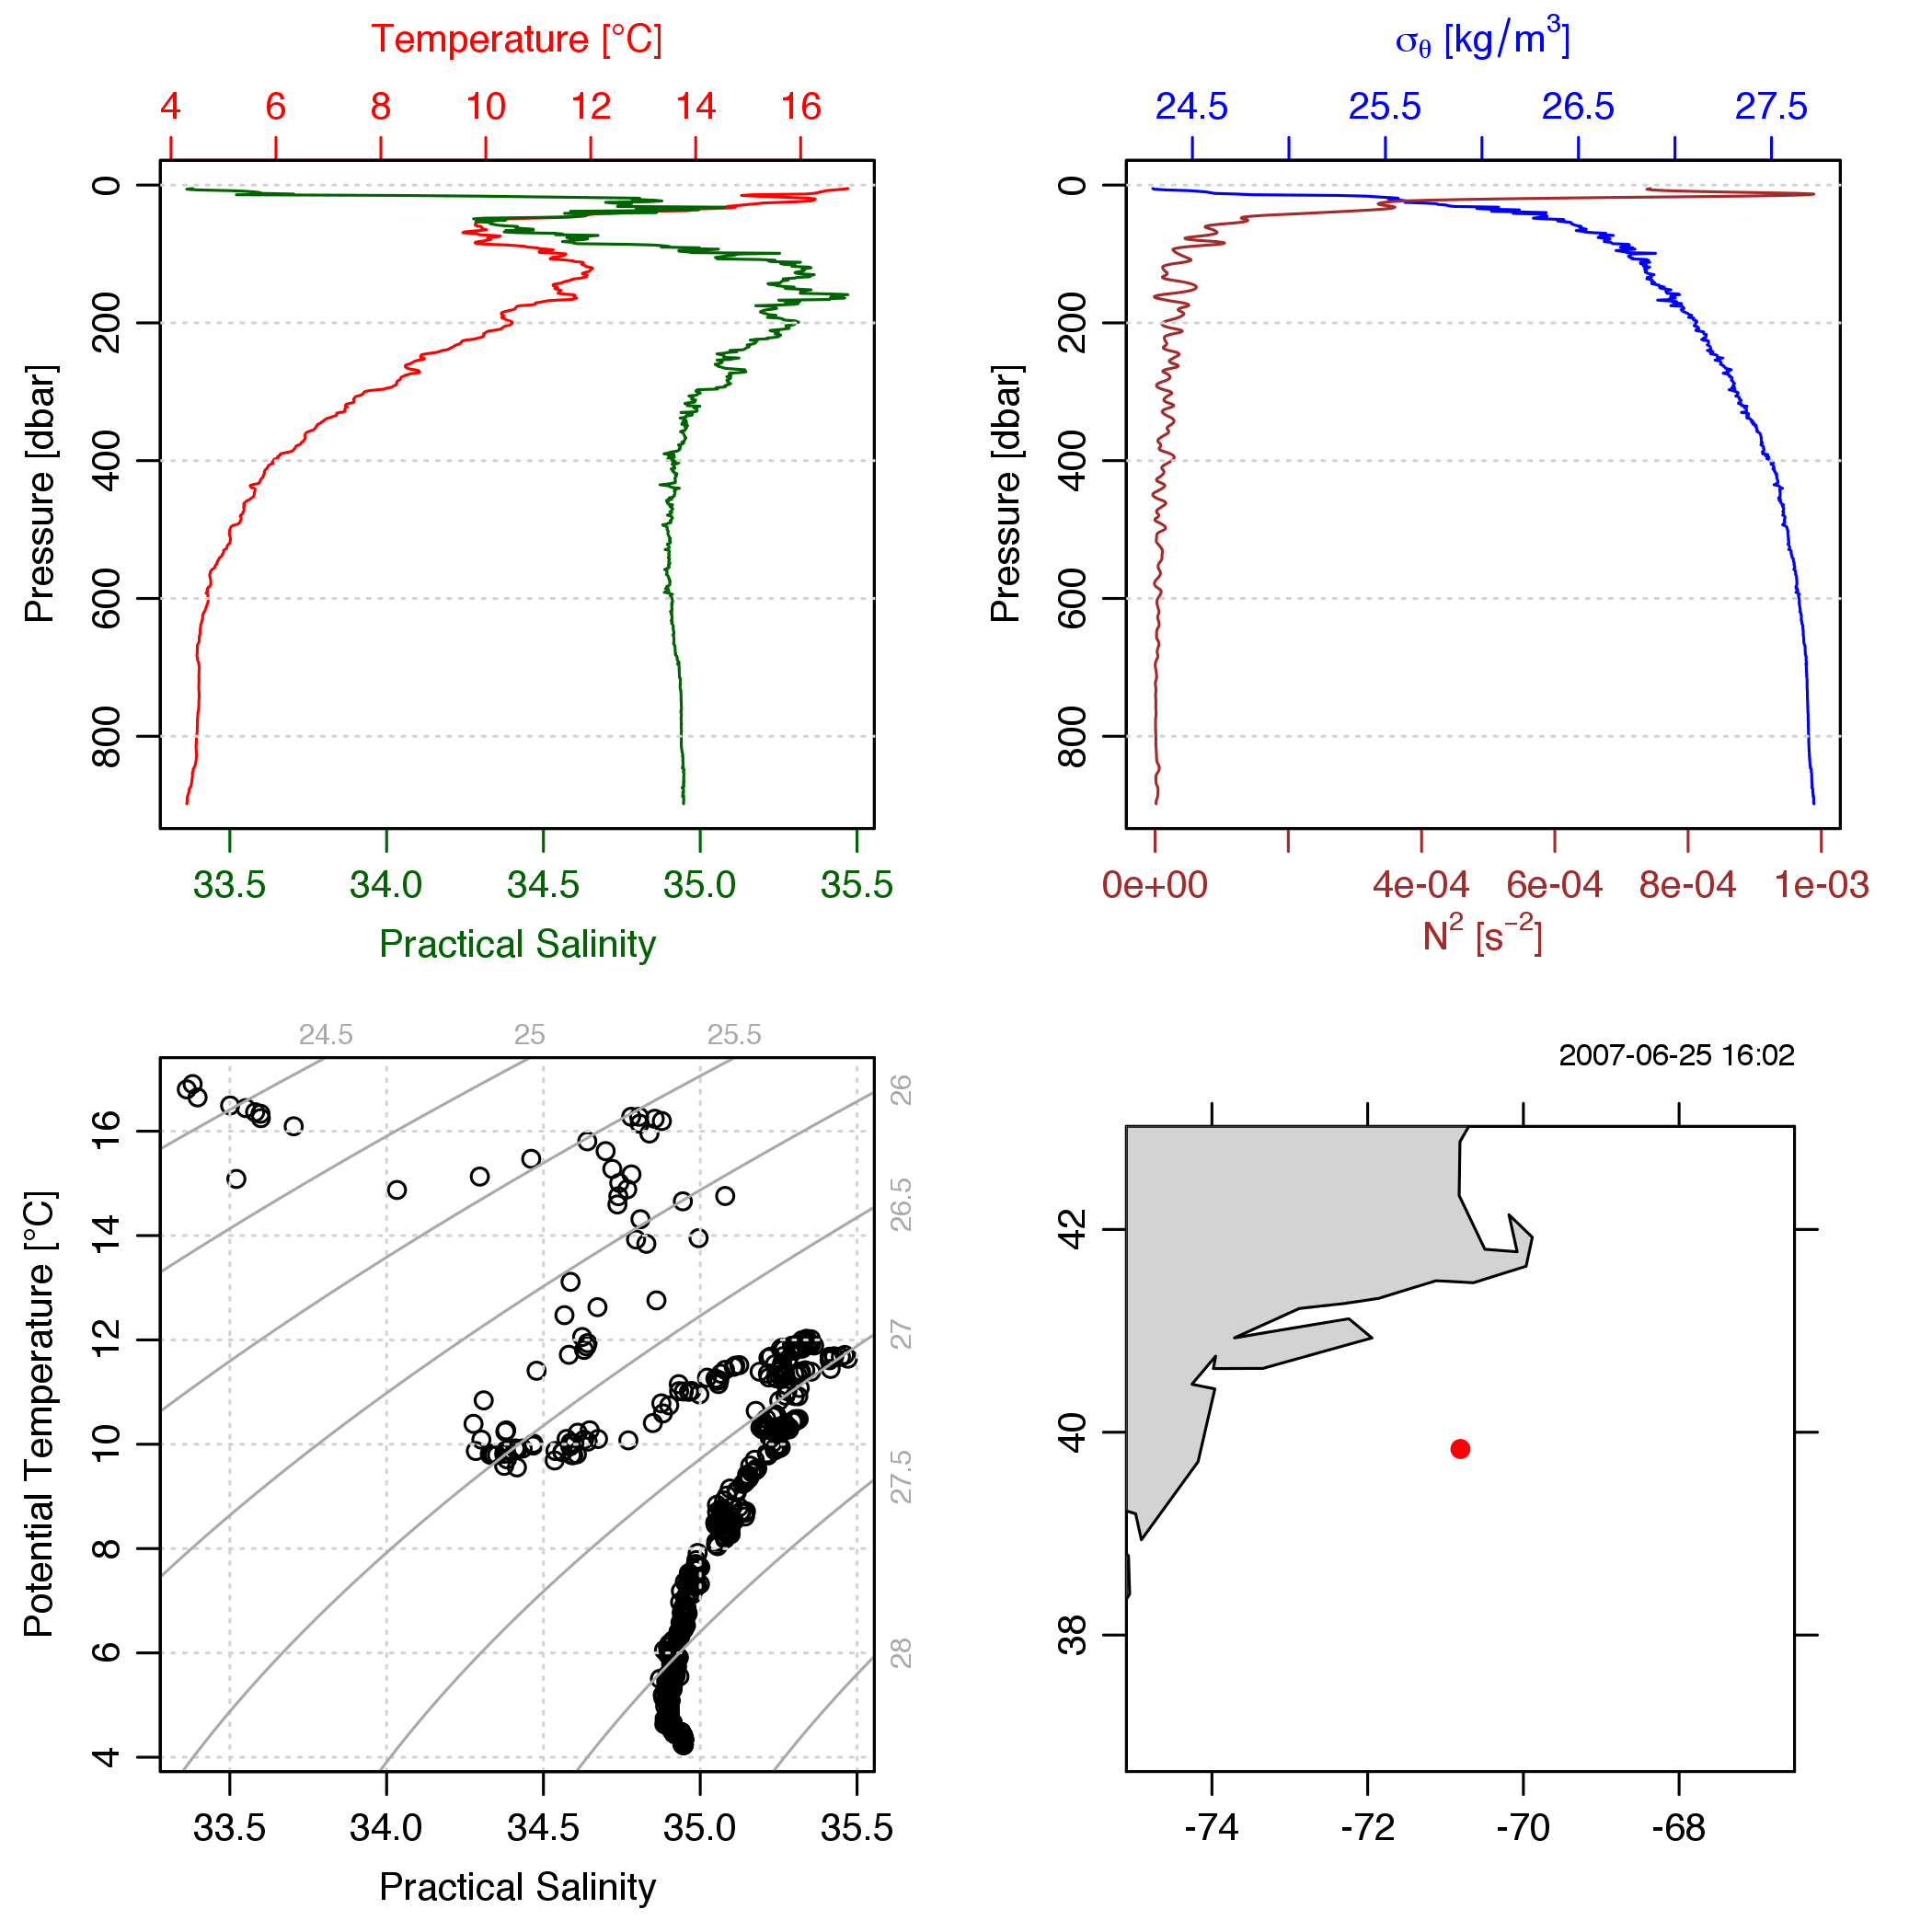 Temperature [°C]
4 6 8 10 12 14 16
0
200
400
600
800
Pressure [dbar]
33.5 34.0 34.5 35.0 35.5
Practical Salinity
σθ [kg/m³]
24.5 25.5 26.5 27.5
0
200
400
600
800
Pressure [dbar]
0e+00 4e-04 6e-04 8e-04 1e-03
N² [s⁻²]
24.5 25 25.5
26
26.5
27
27.5
28
16
14
12
10
8
6
4
Potential Temperature [°C]
33.5 34.0 34.5 35.0 35.5
Practical Salinity
2007-06-25 16:02
42
40
38
-74 -72 -70 -68